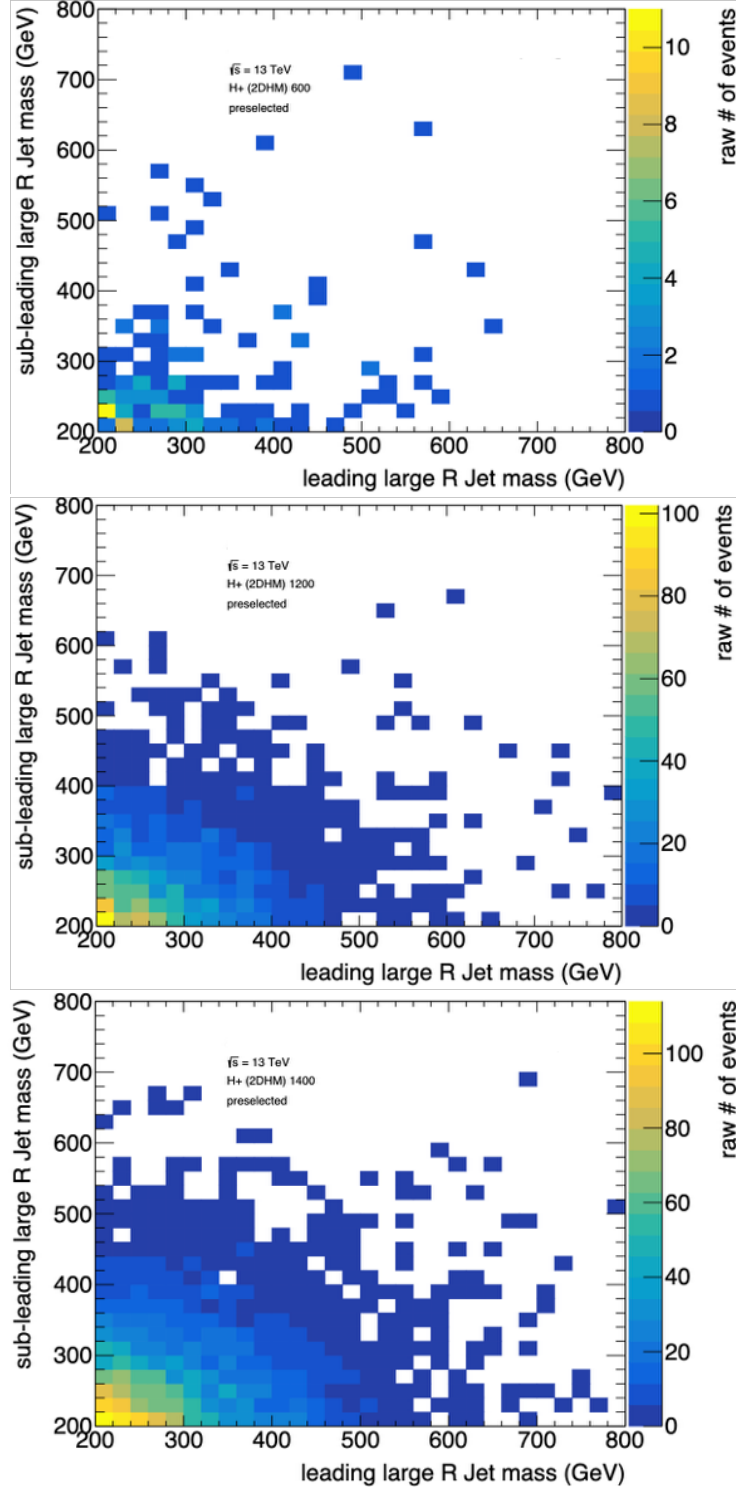 800
700
600
500
400
300
200
sub-leading large R Jet mass (GeV)
√s = 13 TeV
H+ (2DHM) 600
preselected
200 300 400 500 600 700 800
leading large R Jet mass (GeV)
10
8
6
4
2
0
raw # of events
800
700
600
500
400
300
200
sub-leading large R Jet mass (GeV)
√s = 13 TeV
H+ (2DHM) 1200
preselected
200 300 400 500 600 700 800
leading large R Jet mass (GeV)
100
80
60
40
20
0
raw # of events
800
700
600
500
400
300
200
sub-leading large R Jet mass (GeV)
√s = 13 TeV
H+ (2DHM) 1400
preselected
200 300 400 500 600 700 800
leading large R Jet mass (GeV)
100
80
60
40
20
0
raw # of events